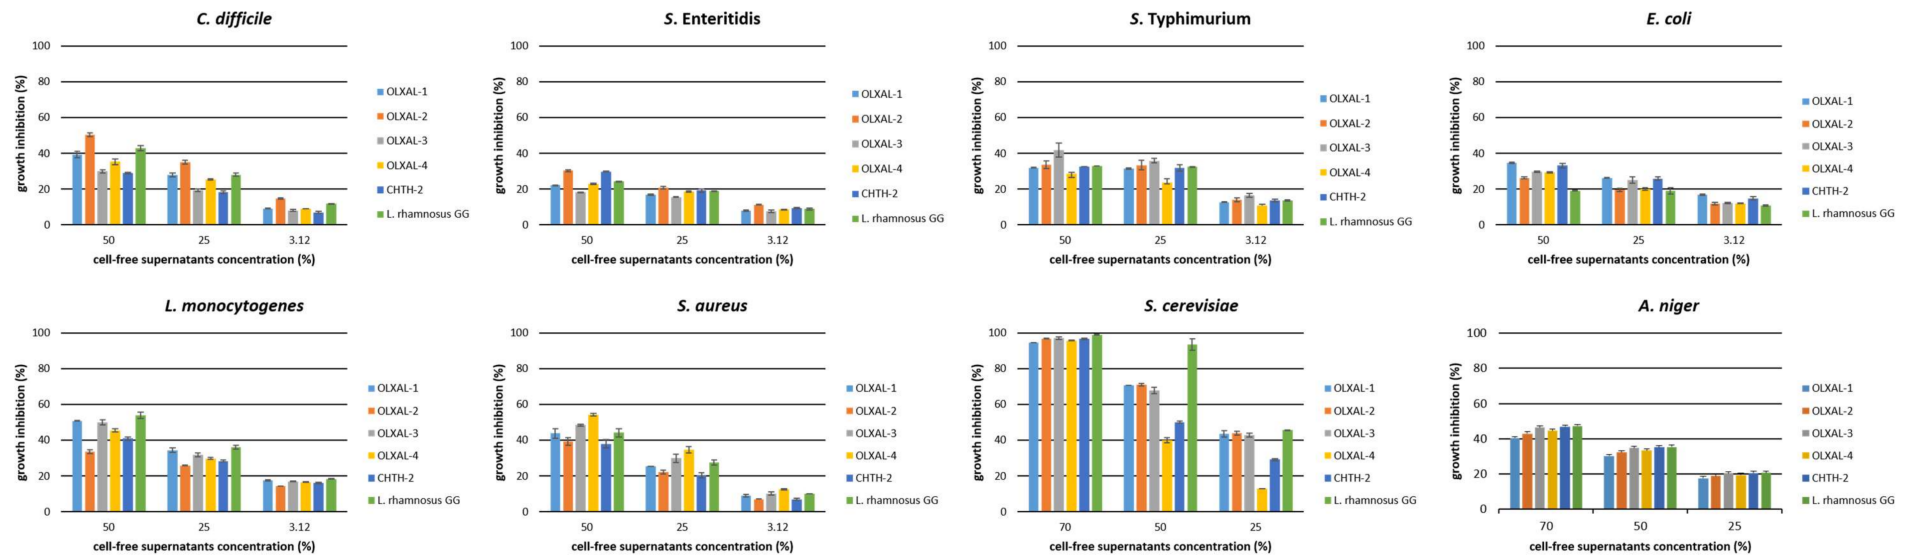 C. difficile
growth inhibition (%)
100
80
60
40
20
0
50
25
3.12
cell-free supernatants concentration (%)
OLXAL-1
OLXAL-2
OLXAL-3
OLXAL-4
CHTH-2
L. rhamnosus GG
S. Enteritidis
growth inhibition (%)
100
80
60
40
20
0
50
25
3.12
cell-free supernatants concentration (%)
OLXAL-1
OLXAL-2
OLXAL-3
OLXAL-4
CHTH-2
L. rhamnosus GG
S. Typhimurium
growth inhibition (%)
100
80
60
40
20
0
50
25
3.12
cell-free supernatants concentration (%)
OLXAL-1
OLXAL-2
OLXAL-3
OLXAL-4
CHTH-2
L. rhamnosus GG
E. coli
growth inhibition (%)
100
80
60
40
20
0
50
25
3.12
cell-free supernatants concentration (%)
OLXAL-1
OLXAL-2
OLXAL-3
OLXAL-4
CHTH-2
L. rhamnosus GG
L. monocytogenes
growth inhibition (%)
100
80
60
40
20
0
50
25
3.12
cell-free supernatants concentration (%)
OLXAL-1
OLXAL-2
OLXAL-3
OLXAL-4
CHTH-2
L. rhamnosus GG
S. aureus
growth inhibition (%)
100
80
60
40
20
0
50
25
3.12
cell-free supernatants concentration (%)
OLXAL-1
OLXAL-2
OLXAL-3
OLXAL-4
CHTH-2
L. rhamnosus GG
S. cerevisiae
growth inhibition (%)
100
80
60
40
20
0
70
50
25
cell-free supernatants concentration (%)
OLXAL-1
OLXAL-2
OLXAL-3
OLXAL-4
CHTH-2
L. rhamnosus GG
A. niger
growth inhibition (%)
100
80
60
40
20
0
70
50
25
cell-free supernatants concentration (%)
OLXAL-1
OLXAL-2
OLXAL-3
OLXAL-4
CHTH-2
L. rhamnosus GG